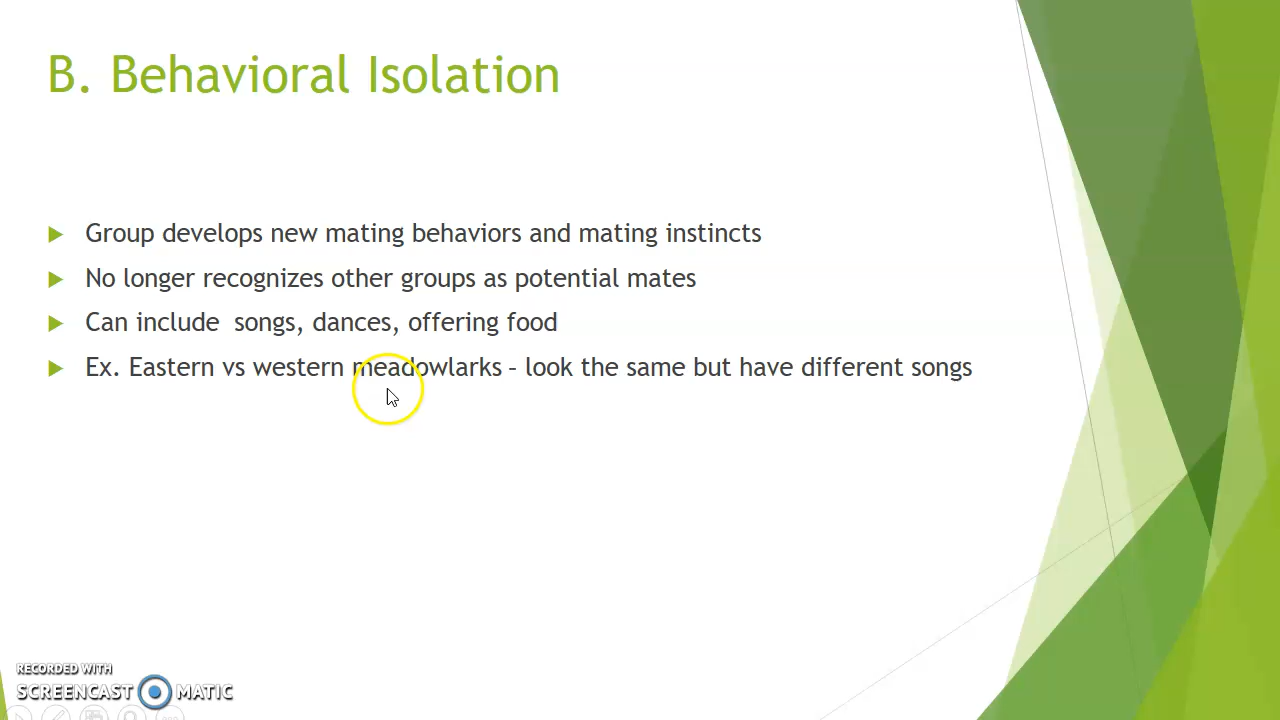 B. Behavioral Isolation
Group develops new mating behaviors and mating instincts
No longer recognizes other groups as potential mates
Can include  songs, dances, offering food
Ex. Eastern vs western meadowlarks – look the same but have different songs
RECORDED WITH
SCREENCAST MATIC